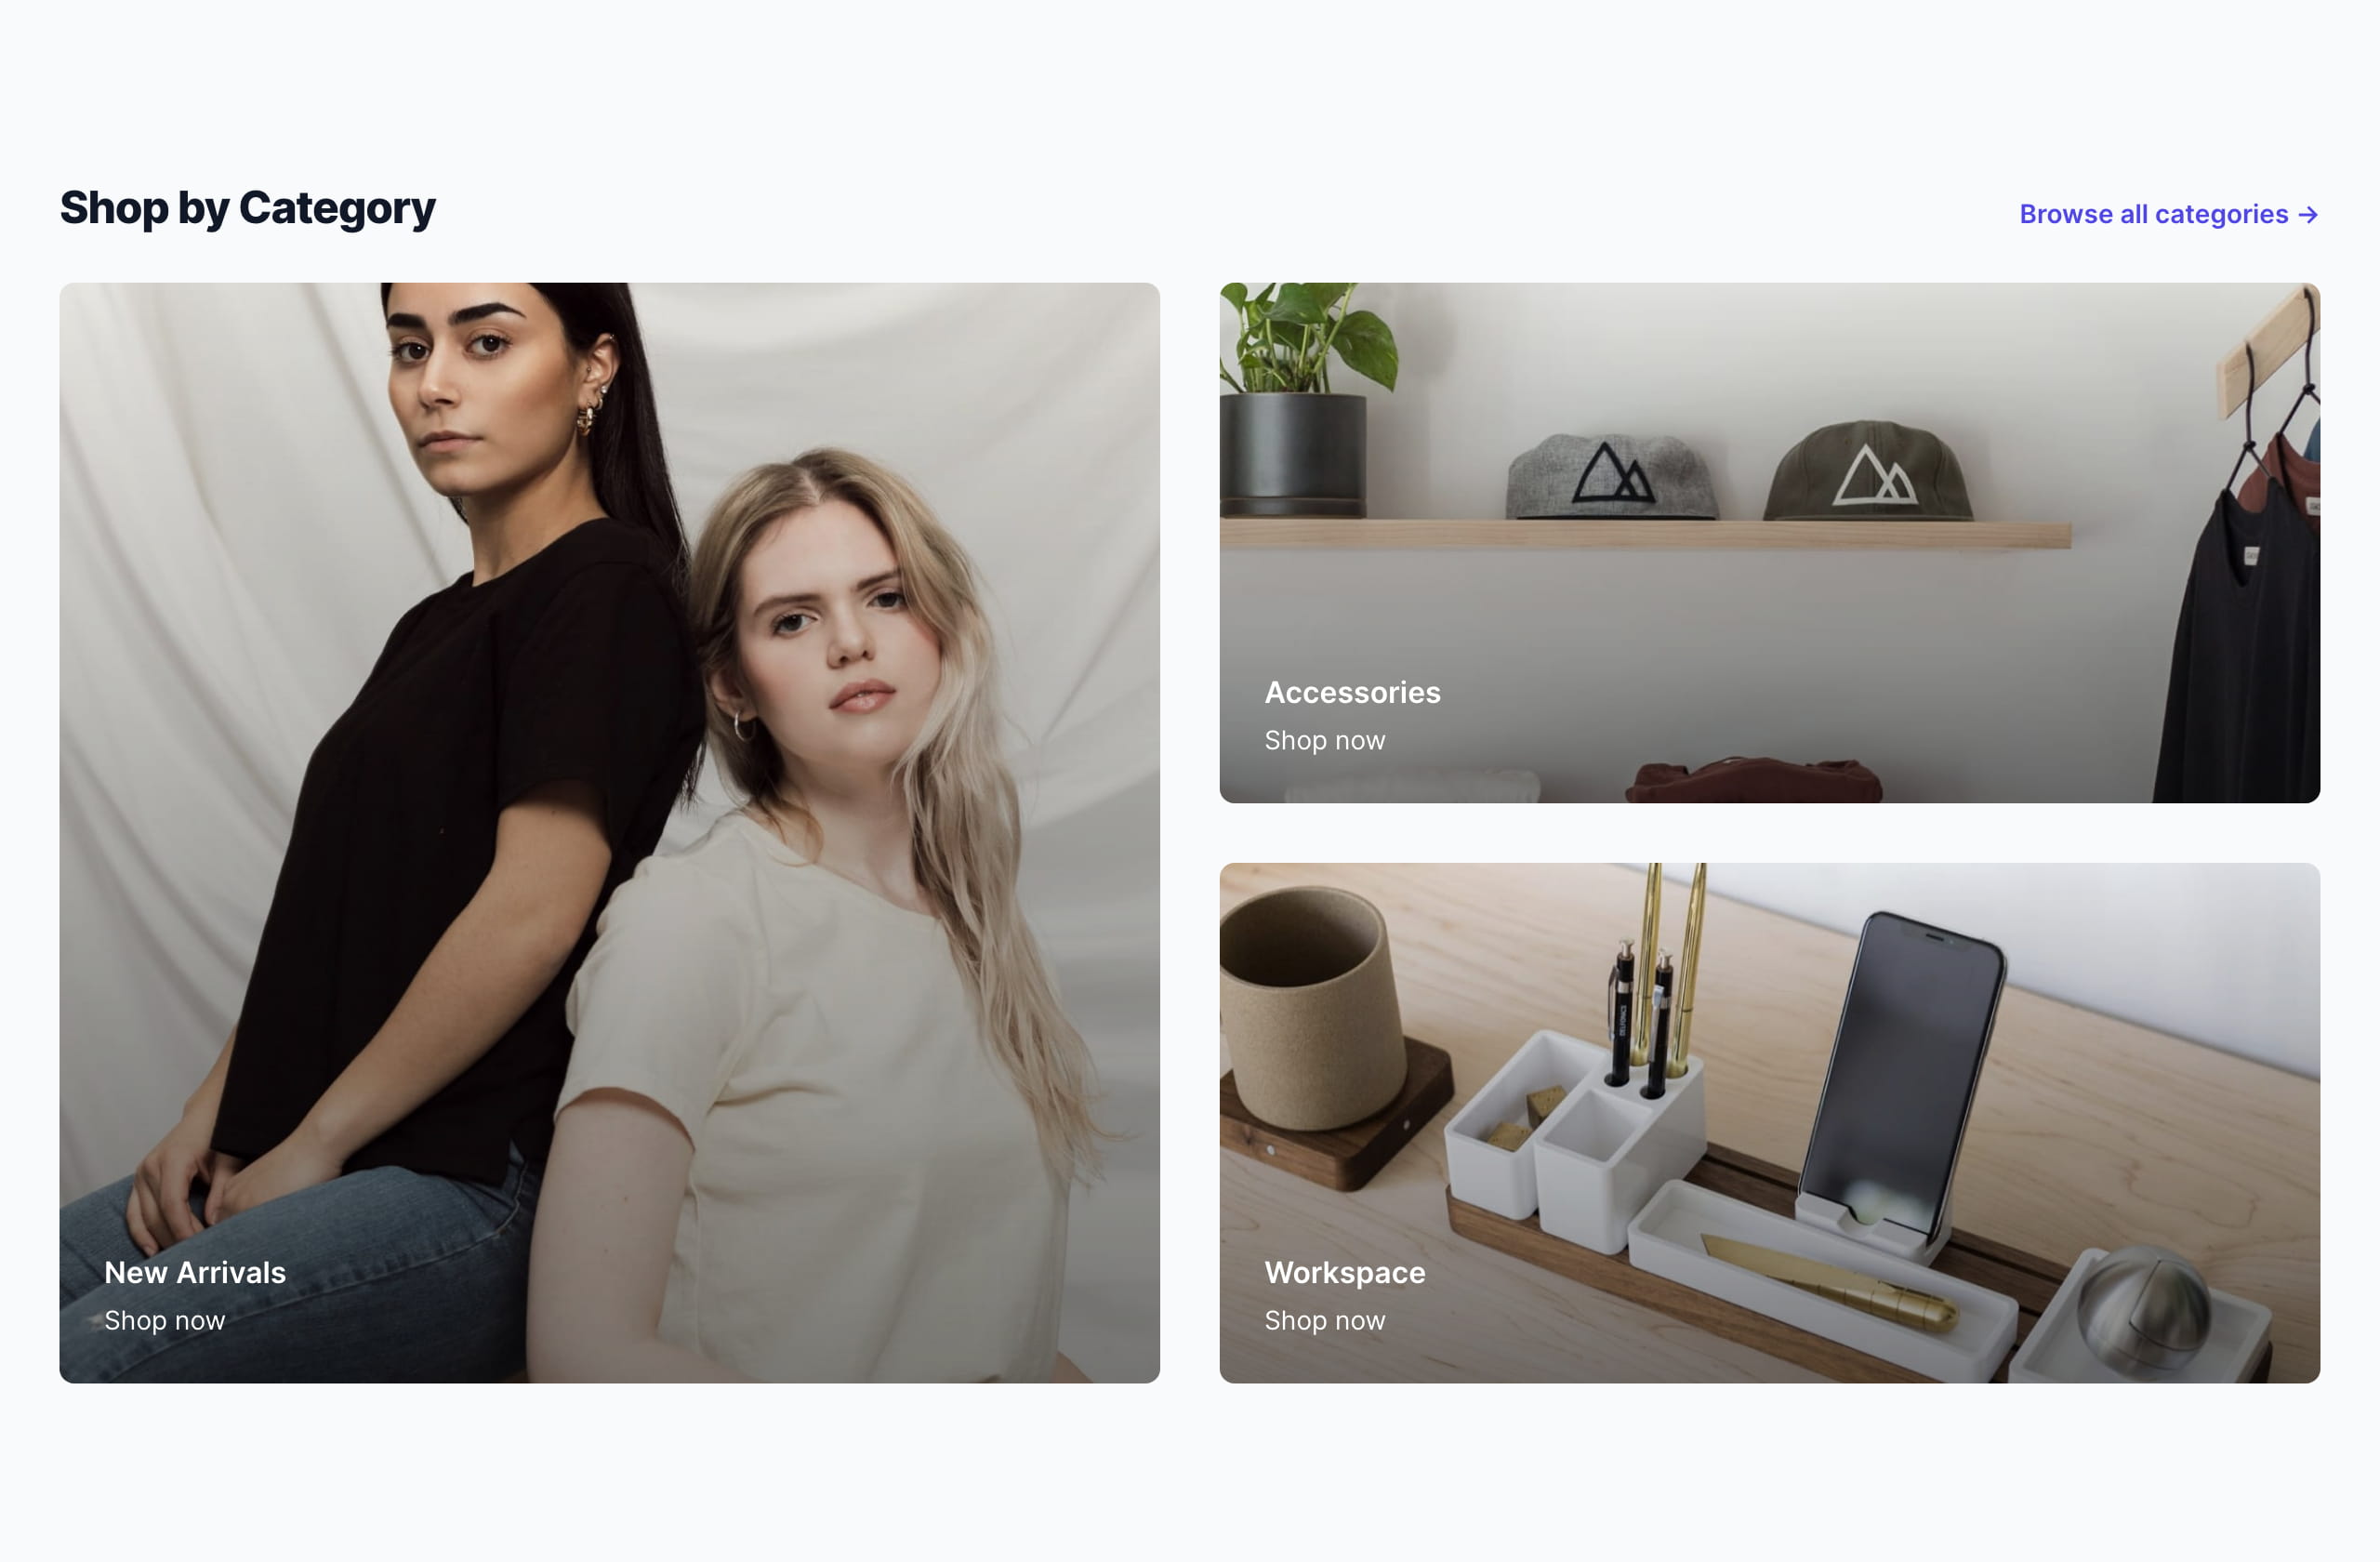 Shop by Category
Browse all categories →
New Arrivals
Shop now
Accessories
Shop now
Workspace
Shop now